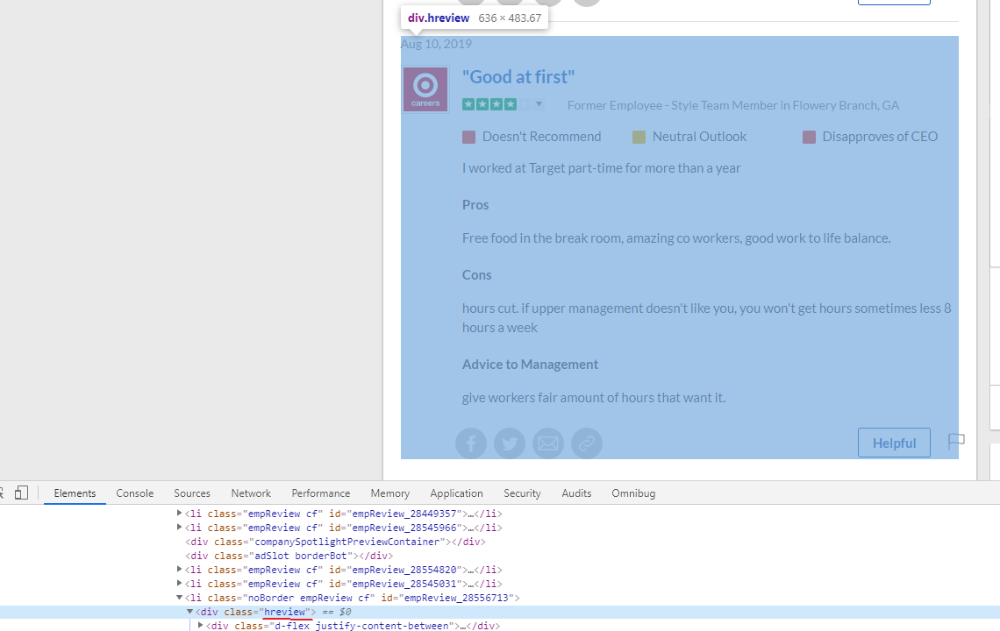 div.hreview 636 × 483.67
Aug 10, 2019
"Good at first"
careers
Former Employee - Style Team Member in Flowery Branch, GA
Doesn't Recommend Neutral Outlook Disapproves of CEO
I worked at Target part-time for more than a year
Pros
Free food in the break room, amazing co workers, good work to life balance.
Cons
hours cut. if upper management doesn't like you, you won't get hours sometimes less 8
hours a week
Advice to Management
give workers fair amount of hours that want it.
Helpful
Elements Console Sources Network Performance Memory Application Security Audits Omnibug
<li class="empReview cf" id="empReview_28449357">…</li>
<li class="empReview cf" id="empReview_28545966">…</li>
<div class="companySpotlightPreviewContainer"></div>
<div class="adSlot borderBot"></div>
<li class="empReview cf" id="empReview_28554820">…</li>
<li class="empReview cf" id="empReview_28545031">…</li>
<li class="noBorder empReview cf" id="empReview_28556713">
<div class="hreview"> == $0
<div class="d-flex justify-content-between">…</div>